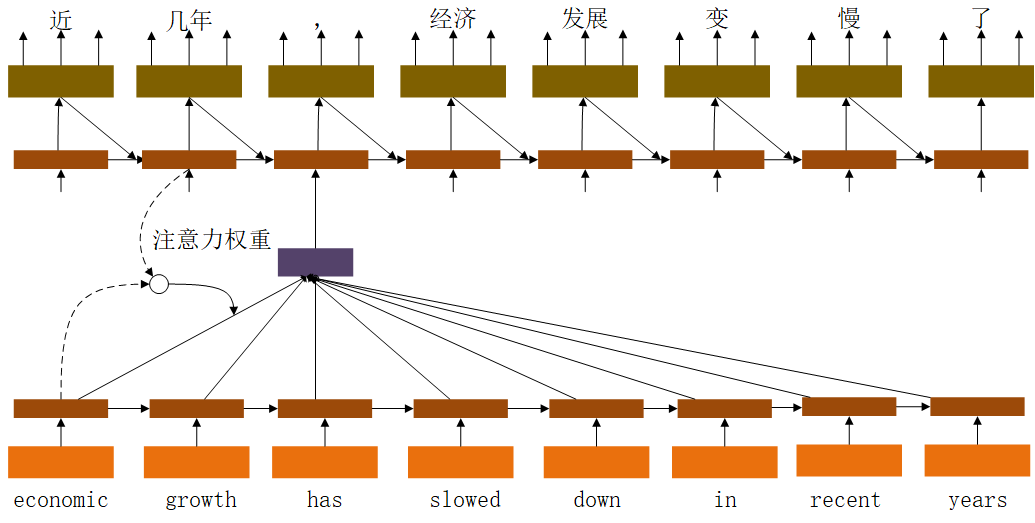 近 几年 ， 经济 发展 变 慢 了
注意力权重
economic growth has slowed down in recent years